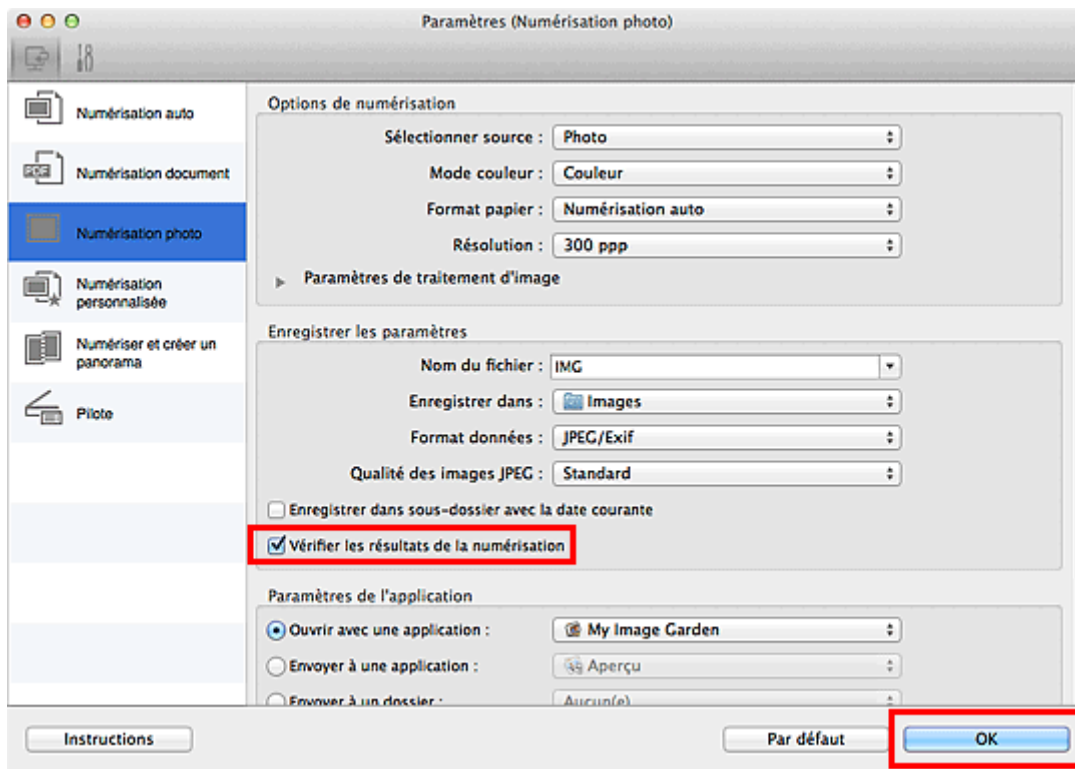 Paramètres (Numérisation photo)
Numérisation auto
Numérisation document
Numérisation photo
Numérisation
personnalisée
Numériser et créer un
panorama
Pilote
Options de numérisation
Sélectionner source : Photo
Mode couleur : Couleur
Format papier : Numérisation auto
Résolution : 300 ppp
Paramètres de traitement d'image
Enregistrer les paramètres
Nom du fichier : IMG
Enregistrer dans : Images
Format données : JPEG/Exif
Qualité des images JPEG : Standard
Enregistrer dans sous-dossier avec la date courante
Vérifier les résultats de la numérisation
Paramètres de l'application
Ouvrir avec une application : My Image Garden
Envoyer à une application : Aperçu
Envoyer à un dossier : Aucun(e)
Instructions
Par défaut
OK